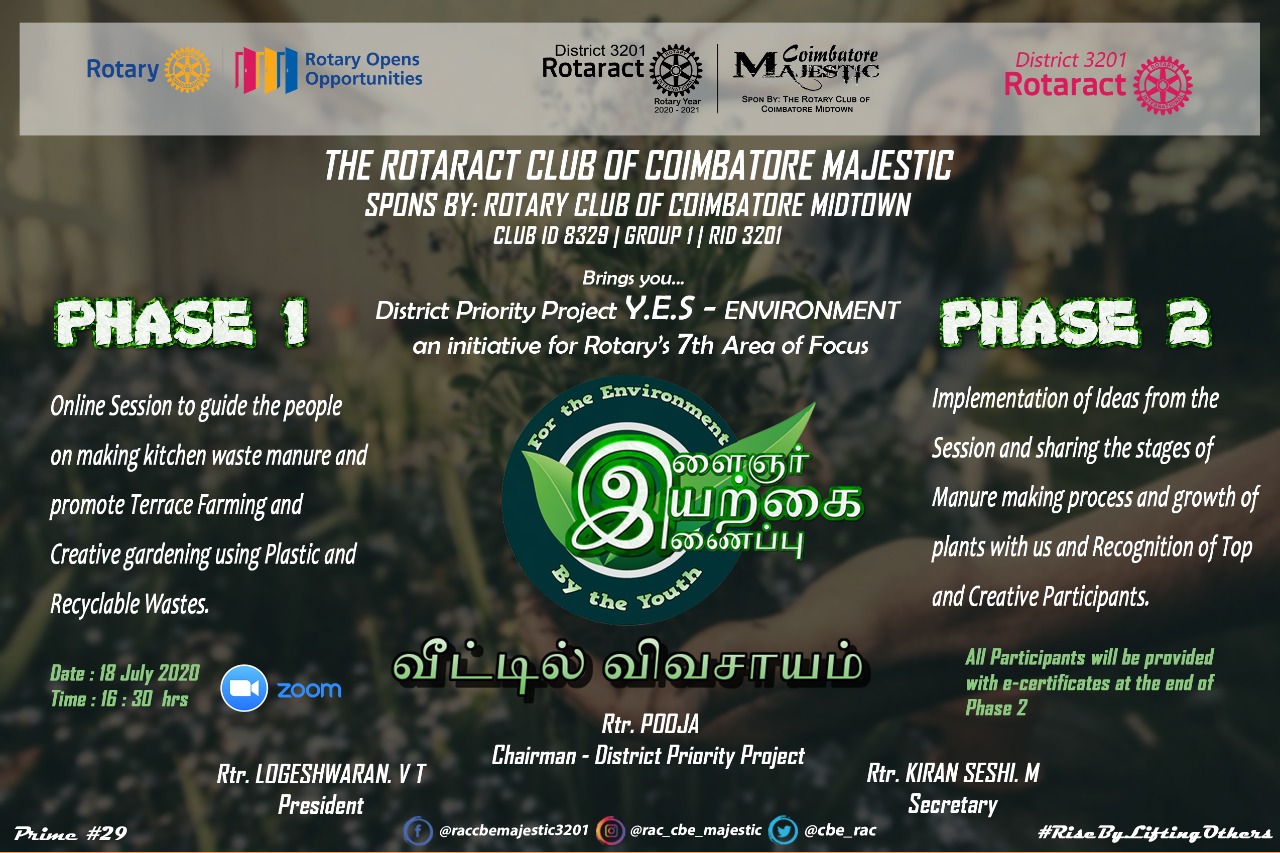 Rotary
Rotary Opens
Opportunities
District 3201
Rotaract
Rotary Year
2020 - 2021
Coimbatore
MAJESTIC
SPON BY: THE ROTARY CLUB OF
COIMBATORE MIDTOWN
District 3201
Rotaract
THE ROTARACT CLUB OF COIMBATORE MAJESTIC
SPONS BY: ROTARY CLUB OF COIMBATORE MIDTOWN
CLUB ID 8329 | GROUP 1 | RID 3201
Brings you...
District Priority Project Y.E.S - ENVIRONMENT
an initiative for Rotary's 7th Area of Focus
PHASE 1
Online Session to guide the people
on making kitchen waste manure and
promote Terrace Farming and
Creative gardening using Plastic and
Recyclable Wastes.
Date : 18 July 2020
Time : 16 : 30 hrs
zoom
For the Environment
இளைஞர்
இயற்கை
இணைப்பு
By the Youth
வீட்டில் விவசாயம்
PHASE 2
Implementation of Ideas from the
Session and sharing the stages of
Manure making process and growth of
plants with us and Recognition of Top
and Creative Participants.
All Participants will be provided
with e-certificates at the end of
Phase 2
Rtr. POOJA
Chairman - District Priority Project
Rtr. LOGESHWARAN. V T
President
Rtr. KIRAN SESHI. M
Secretary
Prime #29
@raccbemajestic3201
@rac_cbe_majestic
@cbe_rac
#RiseByLiftingOthers